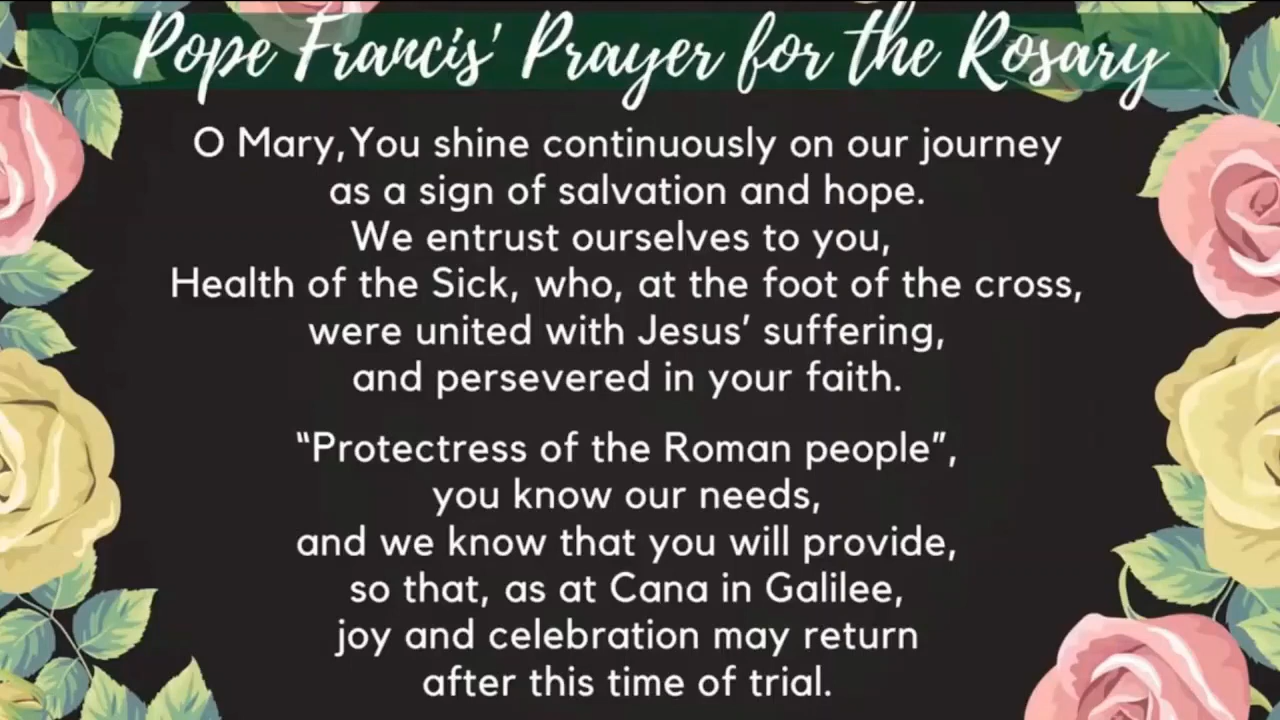 Pope Francis' Prayer for the Rosary
O Mary,You shine continuously on our journey
as a sign of salvation and hope.
We entrust ourselves to you,
Health of the Sick, who, at the foot of the cross,
were united with Jesus’ suffering,
and persevered in your faith.
“Protectress of the Roman people”,
you know our needs,
and we know that you will provide,
so that, as at Cana in Galilee,
joy and celebration may return
after this time of trial.